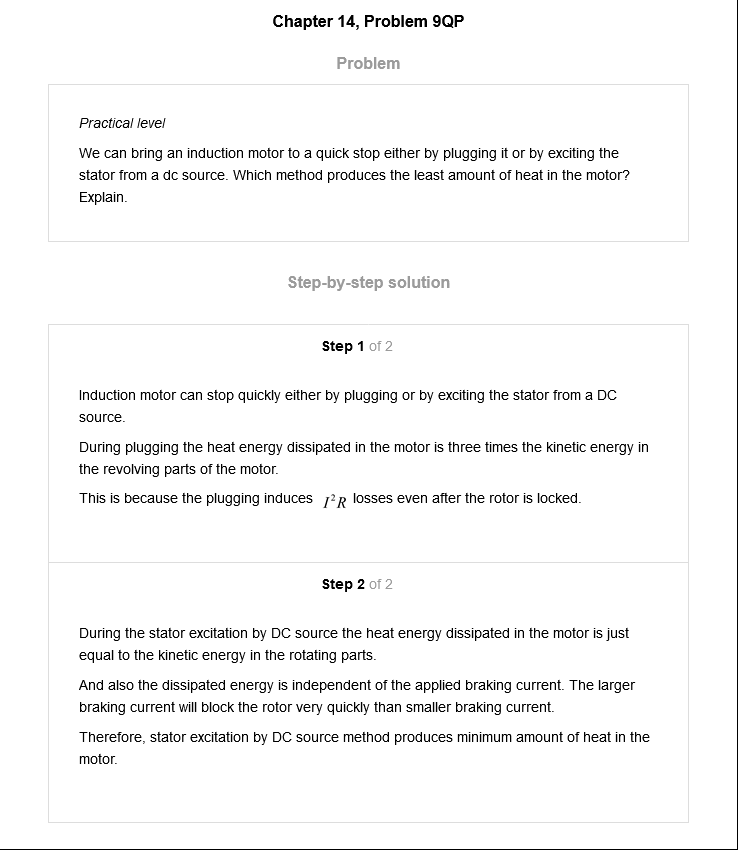 Chapter 14, Problem 9QP
Problem
Practical level
We can bring an induction motor to a quick stop either by plugging it or by exciting the
stator from a dc source. Which method produces the least amount of heat in the motor?
Explain.
Step-by-step solution
Step 1 of 2
Induction motor can stop quickly either by plugging or by exciting the stator from a DC
source.
During plugging the heat energy dissipated in the motor is three times the kinetic energy in
the revolving parts of the motor.
This is because the plugging induces I²R losses even after the rotor is locked.
Step 2 of 2
During the stator excitation by DC source the heat energy dissipated in the motor is just
equal to the kinetic energy in the rotating parts.
And also the dissipated energy is independent of the applied braking current. The larger
braking current will block the rotor very quickly than smaller braking current.
Therefore, stator excitation by DC source method produces minimum amount of heat in the
motor.